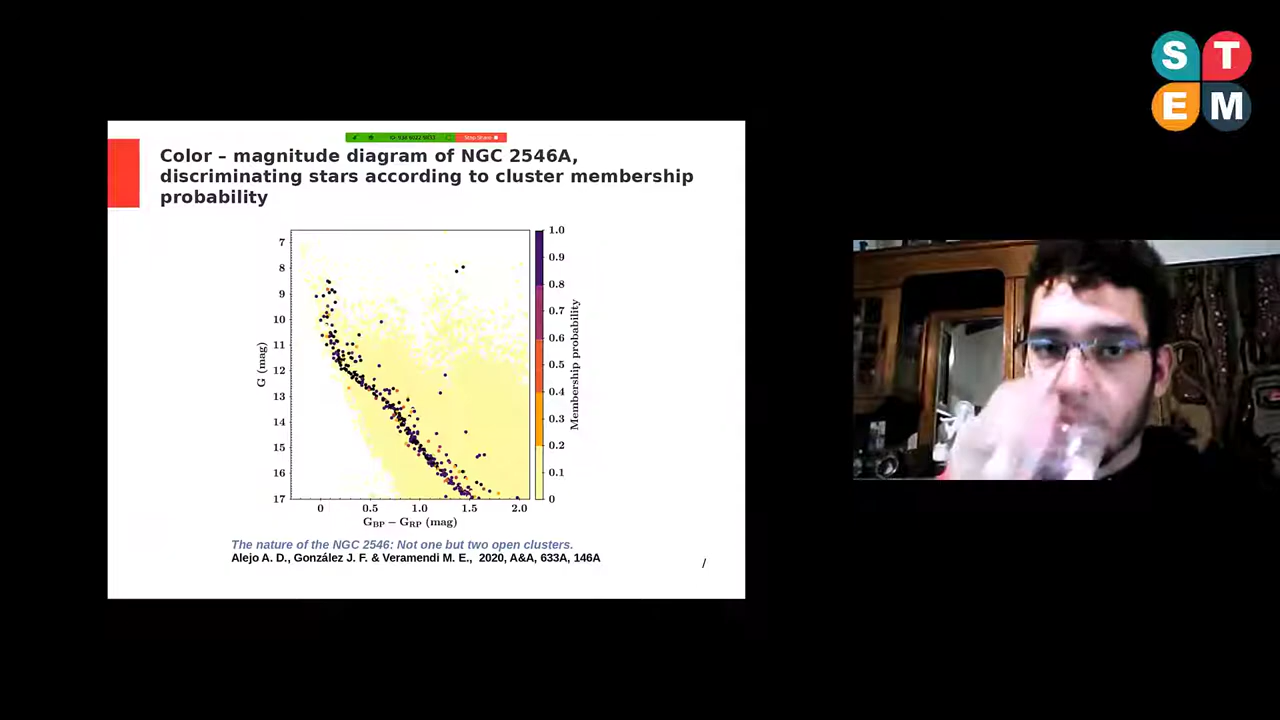 S T
E M
Stop Share
Color – magnitude diagram of NGC 2546A,
discriminating stars according to cluster membership
probability
7
8
9
10
11
12
13
14
15
16
17
G (mag)
0 0.5 1.0 1.5 2.0
G_BP − G_RP (mag)
1.0
0.9
0.8
0.7
0.6
0.5
0.4
0.3
0.2
0.1
0
Membership probability
The nature of the NGC 2546: Not one but two open clusters.
Alejo A. D., González J. F. & Veramendi M. E., 2020, A&A, 633A, 146A
/